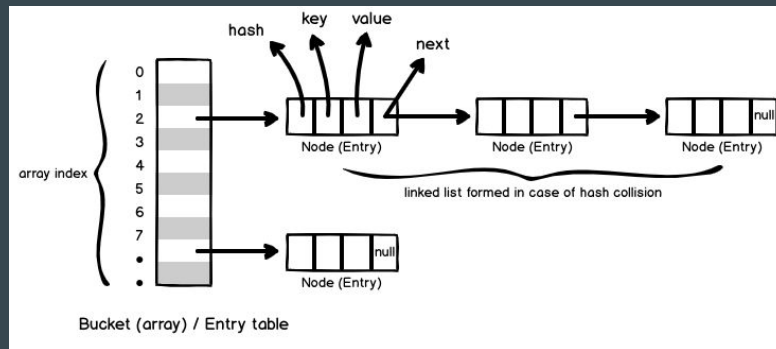 hash
key
value
next
0
1
2
3
4
5
6
7
•
•
array index
Node (Entry)
Node (Entry)
null
Node (Entry)
linked list formed in case of hash collision
null
Node (Entry)
Bucket (array) / Entry table